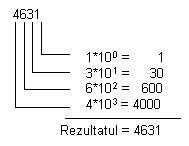 4631
1*10⁰ = 1
3*10¹ = 30
6*10² = 600
4*10³ = 4000
Rezultatul = 4631